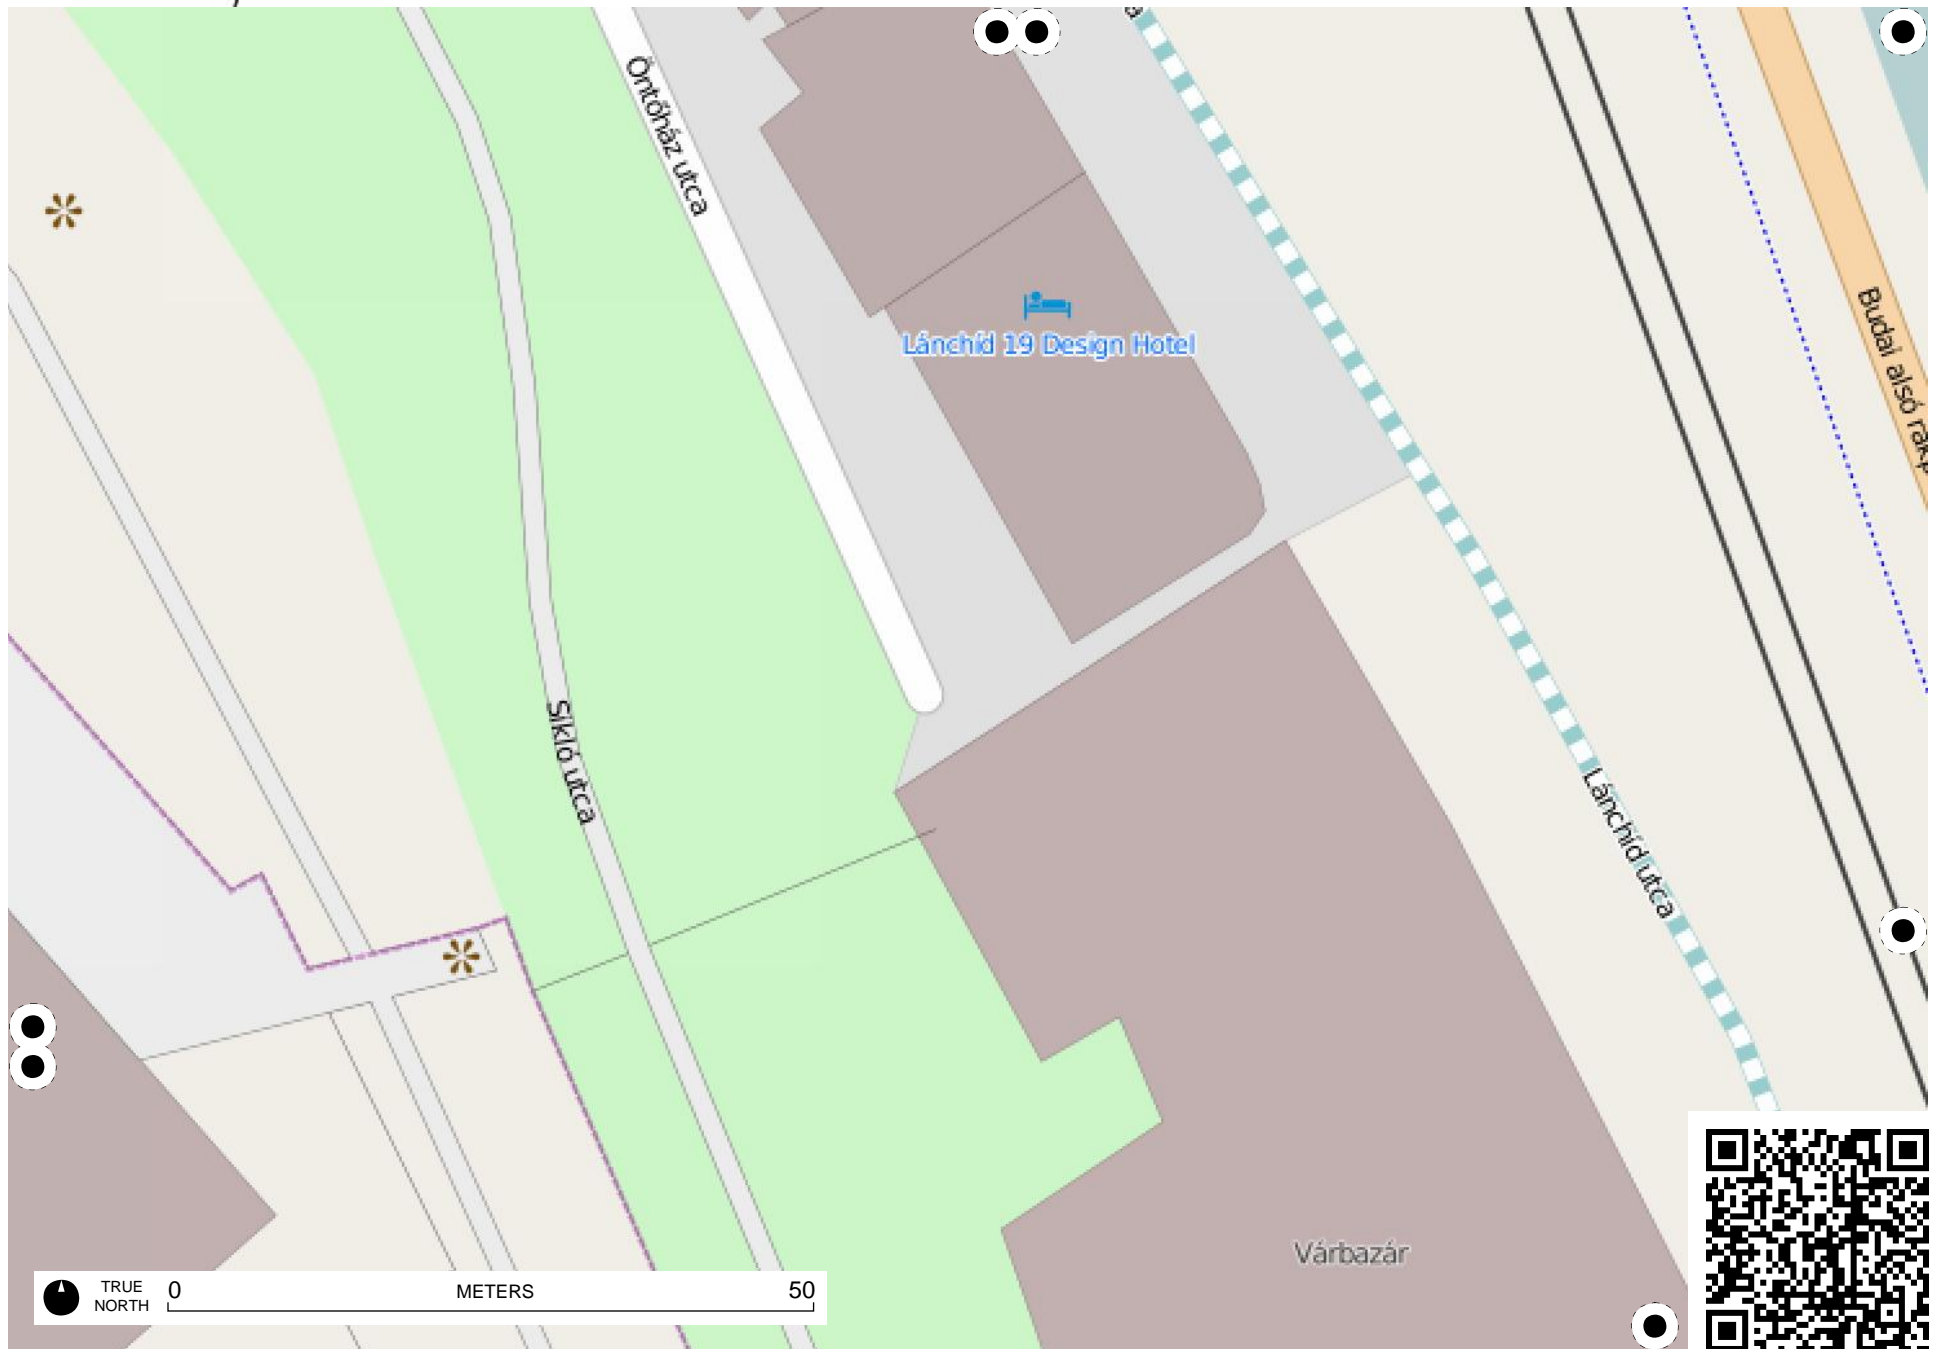 Öntőház utca
Lánchíd 19 Design Hotel
Budai alsó rakp
Sikló utca
Lánchíd utca
Várbazár
TRUE NORTH
0 METERS 50